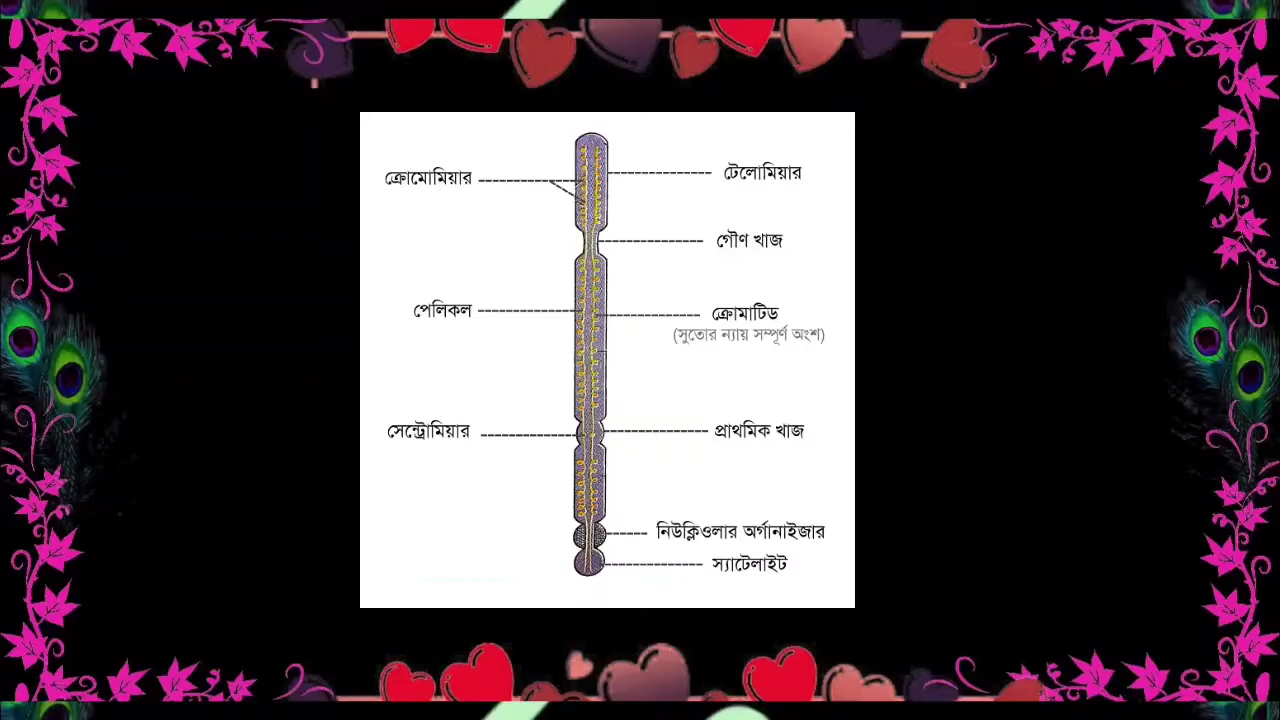 ক্রোমোমিয়ার
টেলোমিয়ার
গৌণ খাজ
পেলিকল
ক্রোমাটিড
(সুতোর ন্যায় সম্পূর্ণ অংশ)
সেন্ট্রোমিয়ার
প্রাথমিক খাজ
নিউক্লিওলার অর্গানাইজার
স্যাটেলাইট